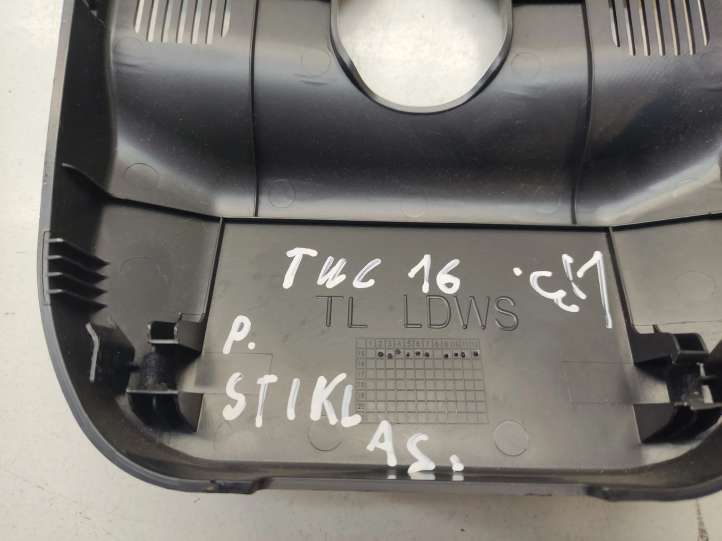 TUC 16
TL LDWS
P.
STIKL
AS.